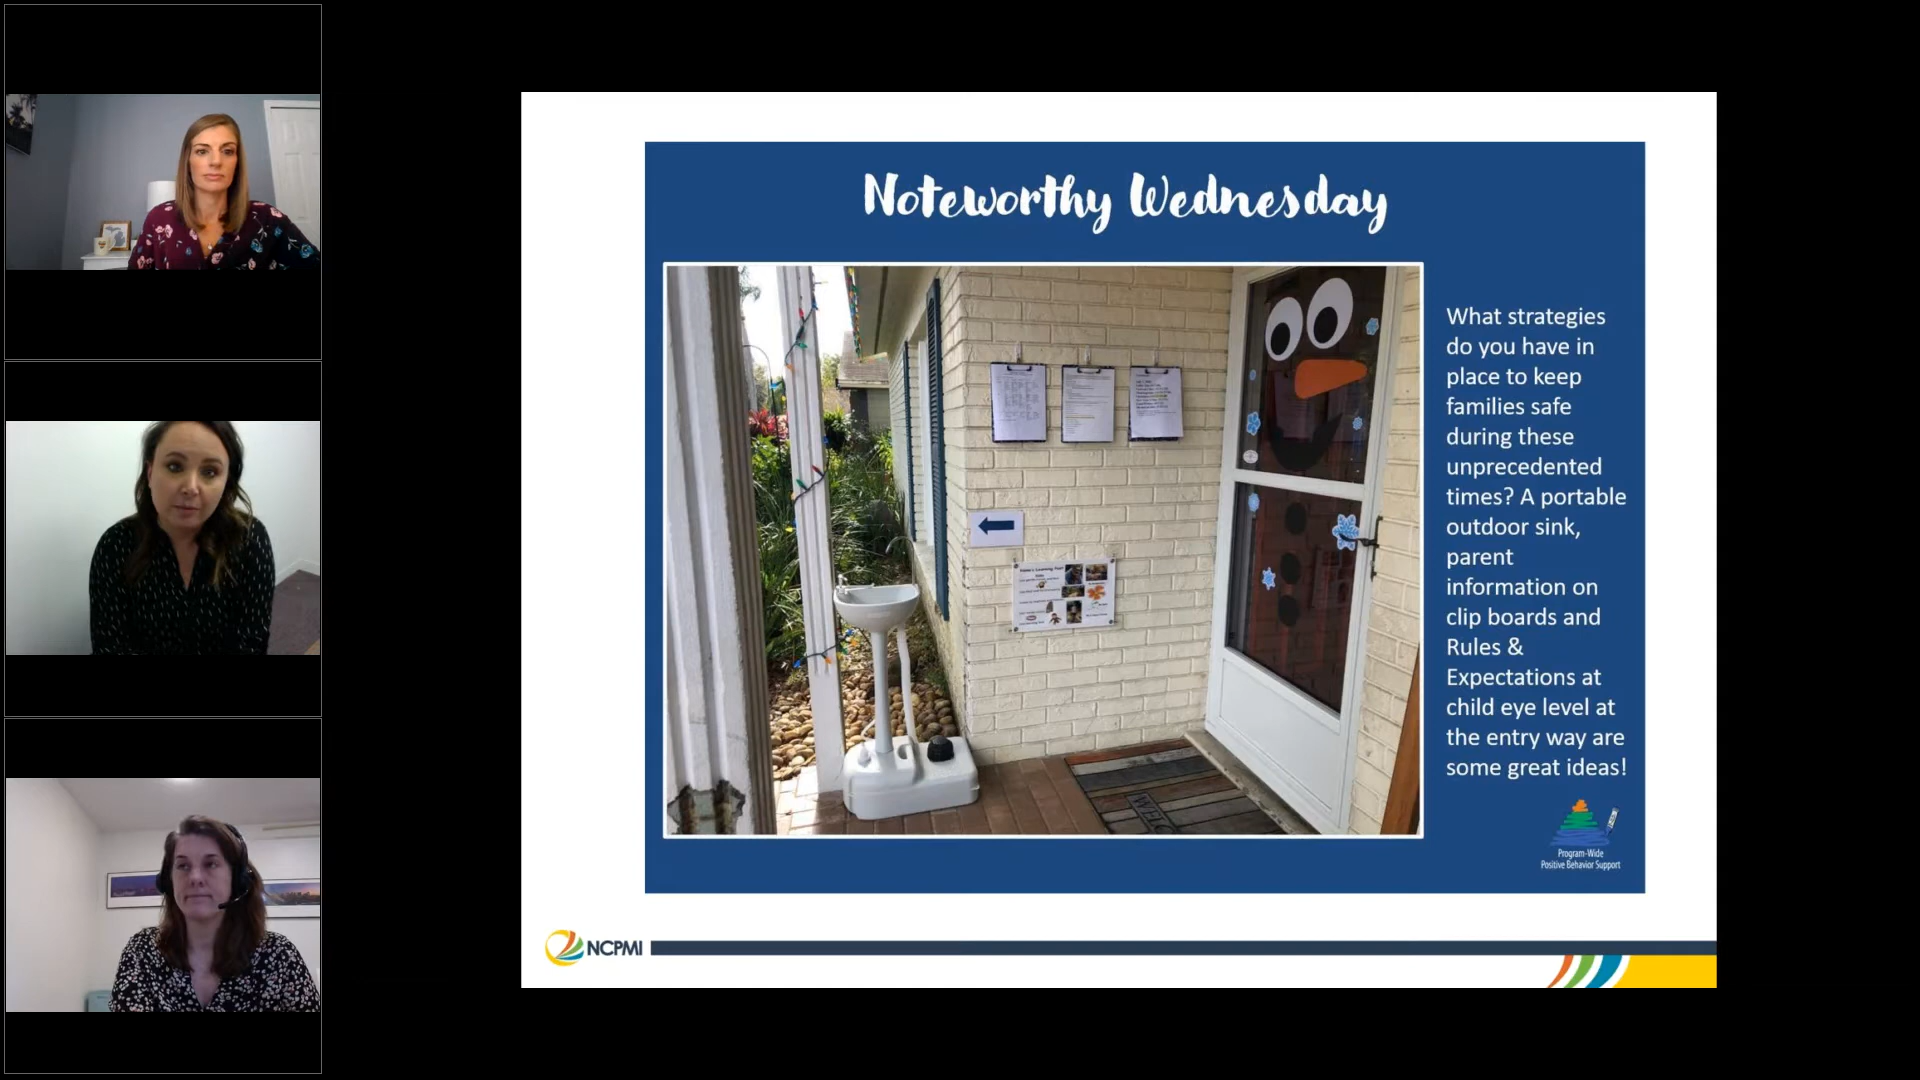 Noteworthy Wednesday
What strategies
do you have in
place to keep
families safe
during these
unprecedented
times? A portable
outdoor sink,
parent
information on
clip boards and
Rules &
Expectations at
child eye level at
the entry way are
some great ideas!
Program-Wide
Positive Behavior Support
NCPMI